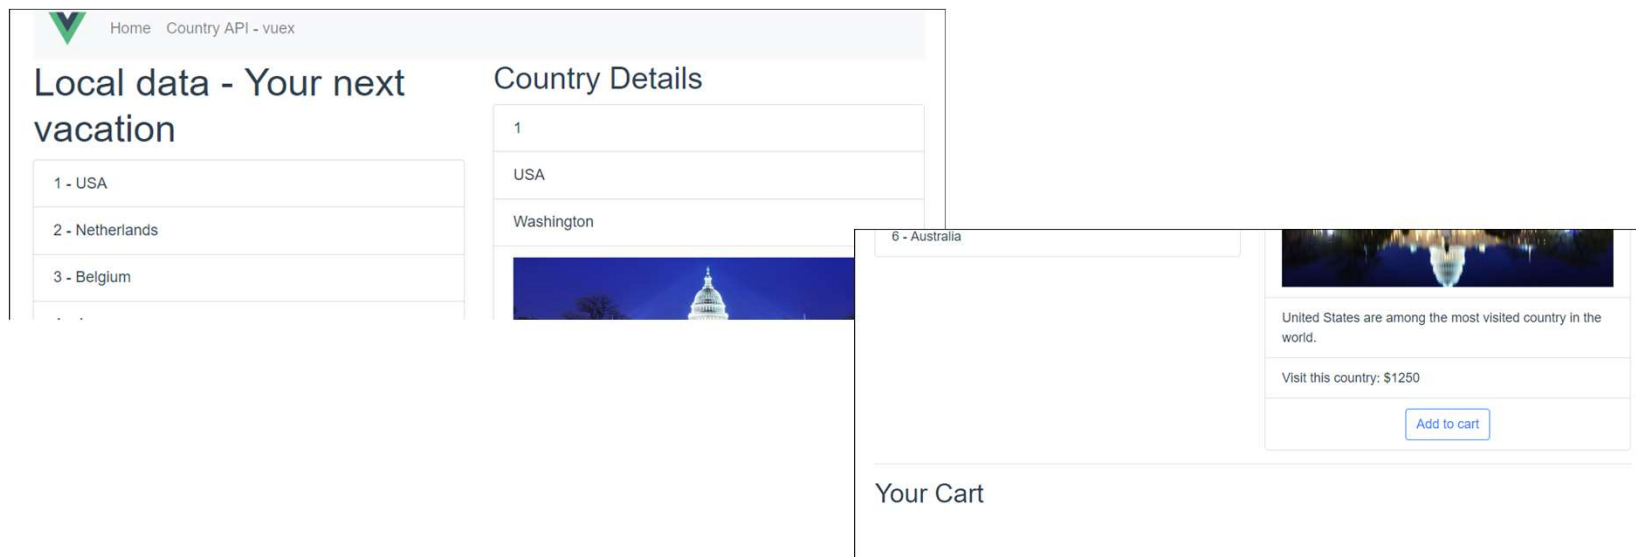 Home Country API - vuex
Local data - Your next
vacation
1 - USA
2 - Netherlands
3 - Belgium
Country Details
1
USA
Washington
6 - Australia
United States are among the most visited country in the
world.
Visit this country: $1250
Add to cart
Your Cart